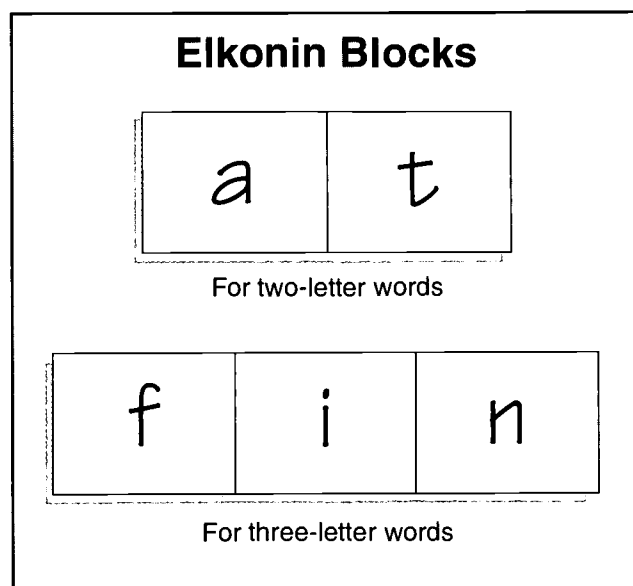 Elkonin Blocks
a t
For two-letter words
f i n
For three-letter words